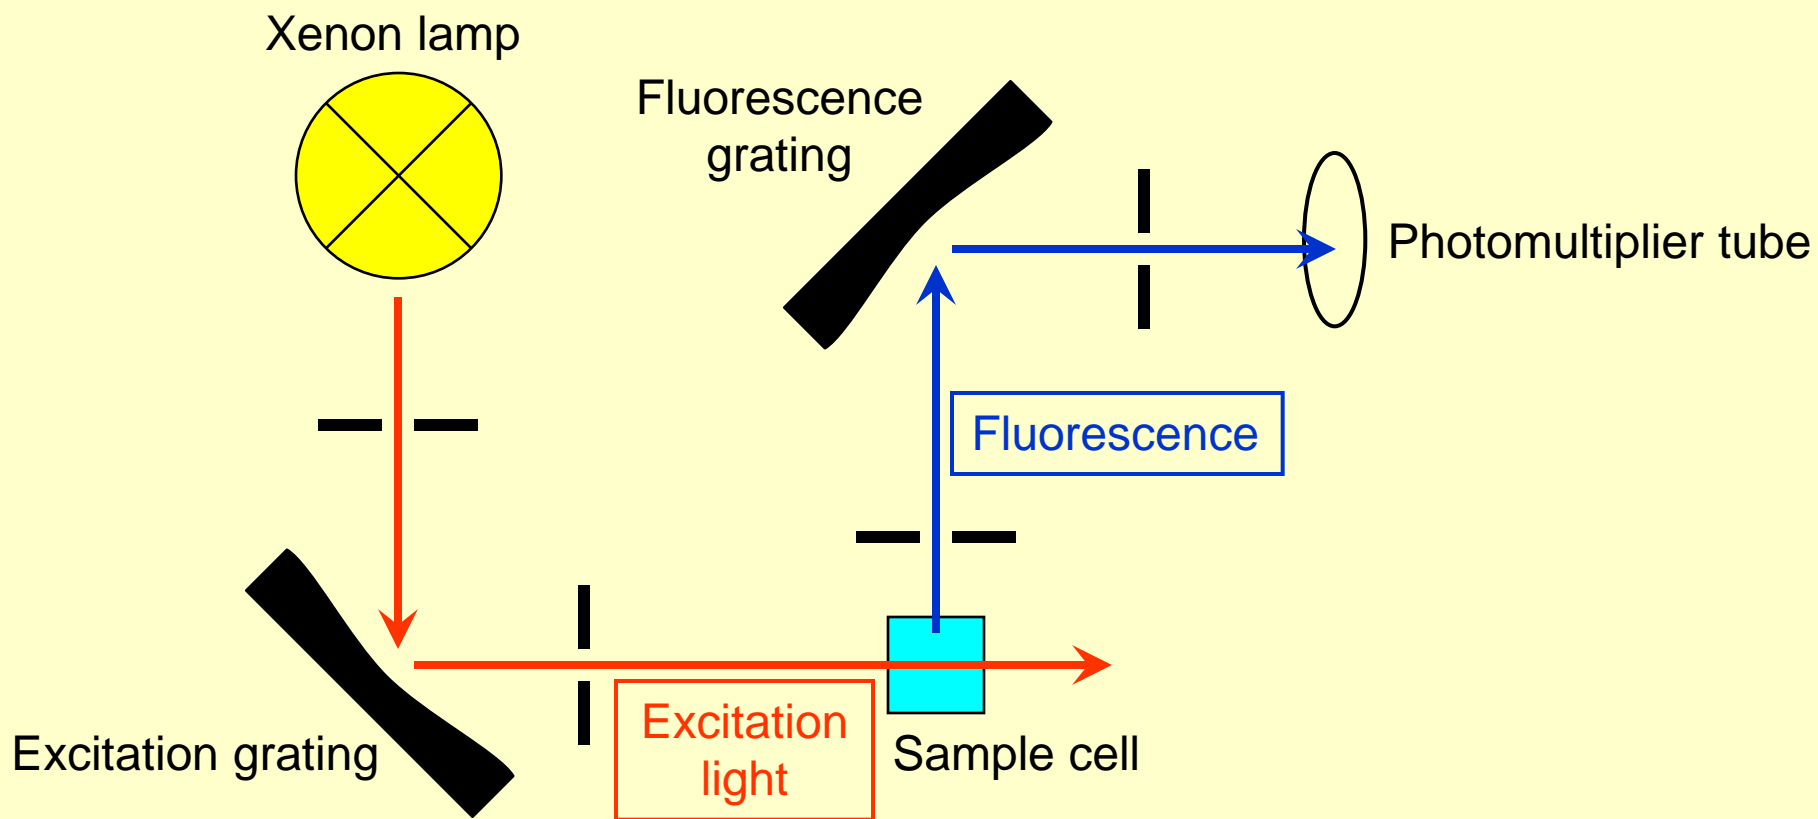 Xenon lamp
Fluorescence
grating
Photomultiplier tube
Fluorescence
Excitation grating
Excitation
light
Sample cell